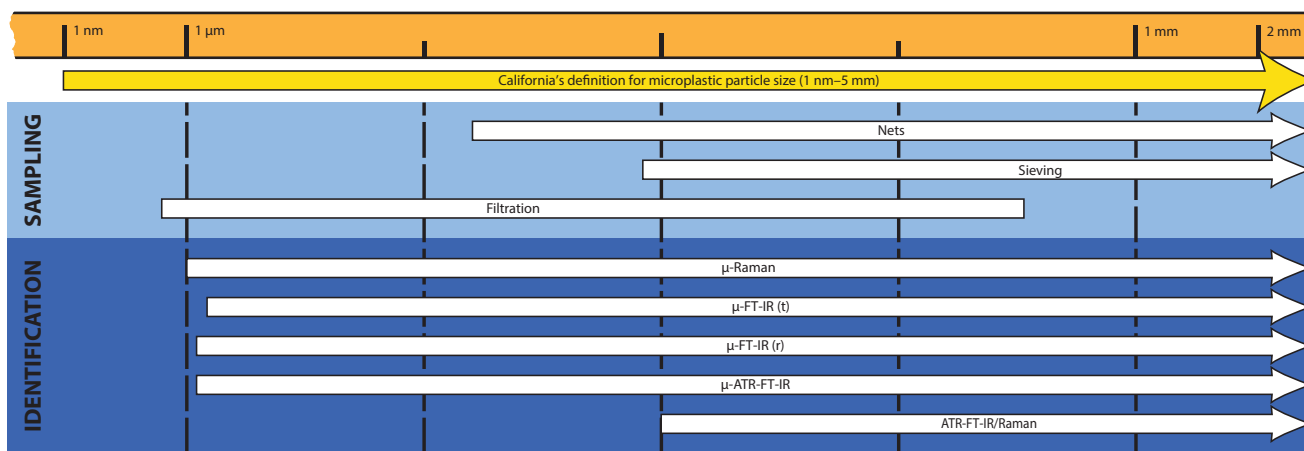 1 nm
1 µm
1 mm
2 mm
California's definition for microplastic particle size (1 nm–5 mm)
SAMPLING
Nets
Sieving
Filtration
IDENTIFICATION
µ-Raman
µ-FT-IR (t)
µ-FT-IR (r)
µ-ATR-FT-IR
ATR-FT-IR/Raman